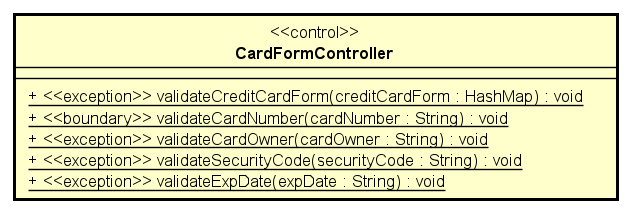 <<control>>
CardFormController
+ <<exception>> validateCreditCardForm(creditCardForm : HashMap) : void
+ <<boundary>> validateCardNumber(cardNumber : String) : void
+ <<exception>> validateCardOwner(cardOwner : String) : void
+ <<exception>> validateSecurityCode(securityCode : String) : void
+ <<exception>> validateExpDate(expDate : String) : void